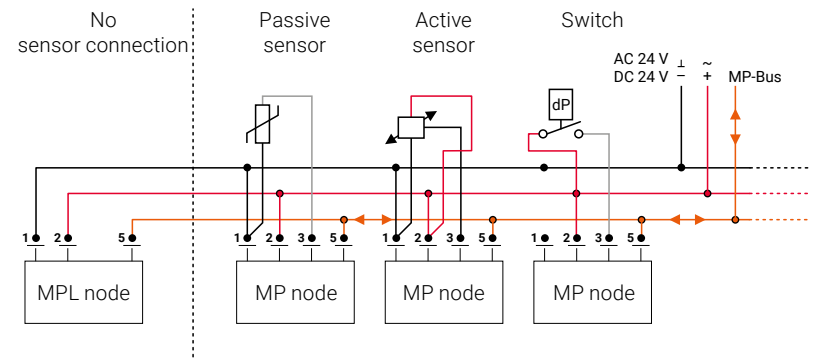 No
sensor connection
Passive
sensor
Active
sensor
Switch
AC 24 V ⊥ ~
DC 24 V − + MP-Bus
dP
1 2 5
1 2 3 5
1 2 3 5
1 2 3 5
MPL node
MP node
MP node
MP node